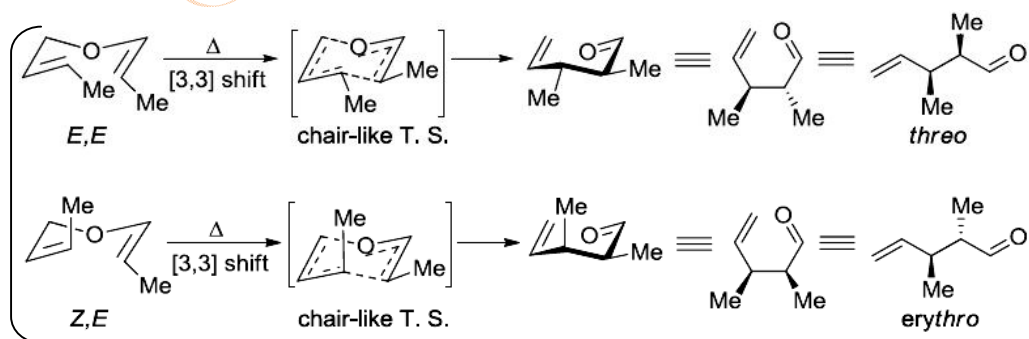 O Δ O O O Me O
Me Me [3,3] shift Me Me Me Me Me Me Me
E,E chair-like T. S. threo
Me Me Me O Me
O Δ O O O
Me [3,3] shift Me Me Me Me Me
Z,E chair-like T. S. erythro